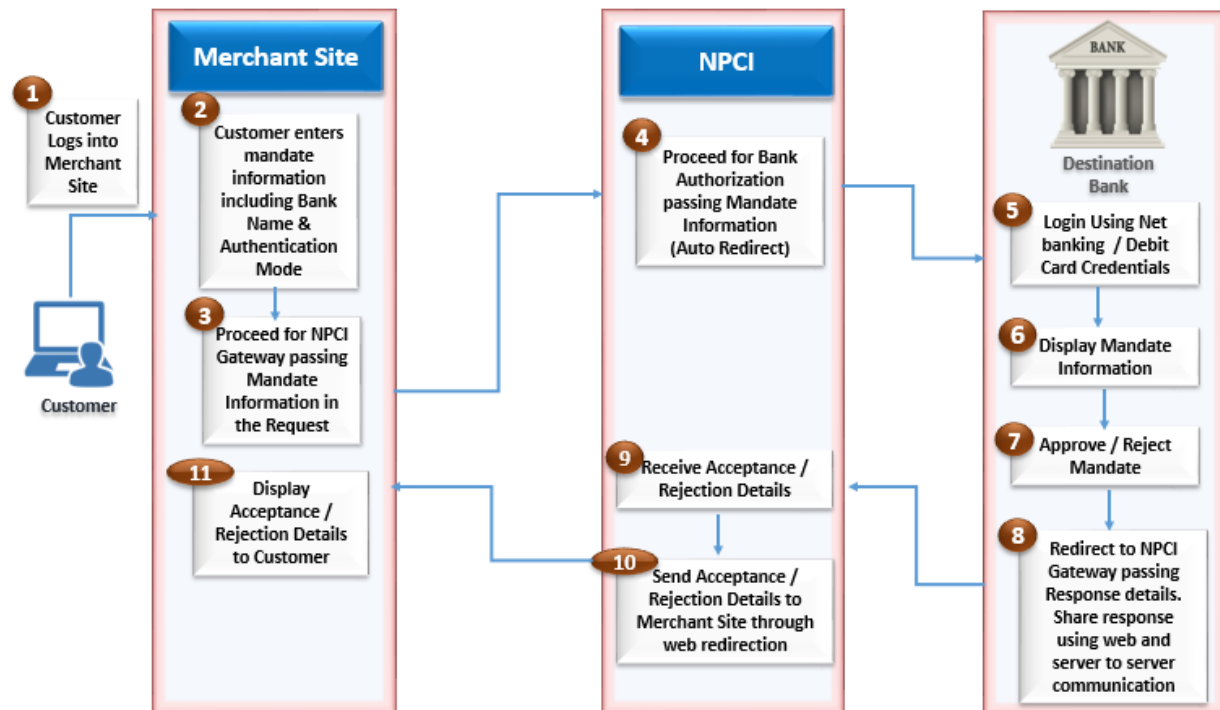 Merchant Site
NPCI
BANK
Destination
Bank
1
Customer
Logs into
Merchant
Site
Customer
2
Customer enters
mandate
information
including Bank
Name &
Authentication
Mode
3
Proceed for NPCI
Gateway passing
Mandate
Information in
the Request
4
Proceed for Bank
Authorization
passing Mandate
Information
(Auto Redirect)
5
Login Using Net
banking / Debit
Card Credentials
6
Display Mandate
Information
7
Approve / Reject
Mandate
8
Redirect to NPCI
Gateway passing
Response details.
Share response
using web and
server to server
communication
9
Receive Acceptance /
Rejection Details
10
Send Acceptance /
Rejection Details to
Merchant Site through
web redirection
11
Display
Acceptance /
Rejection Details
to Customer